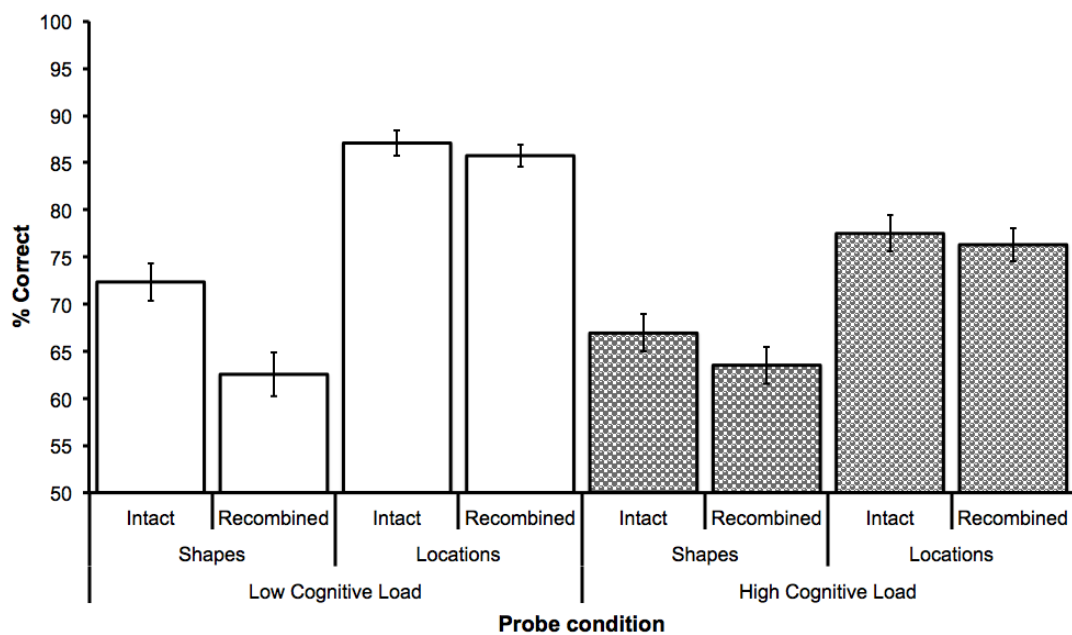 100
95
90
85
80
75
70
65
60
55
50
% Correct
Intact Recombined Intact Recombined Intact Recombined Intact Recombined
Shapes Locations Shapes Locations
Low Cognitive Load High Cognitive Load
Probe condition